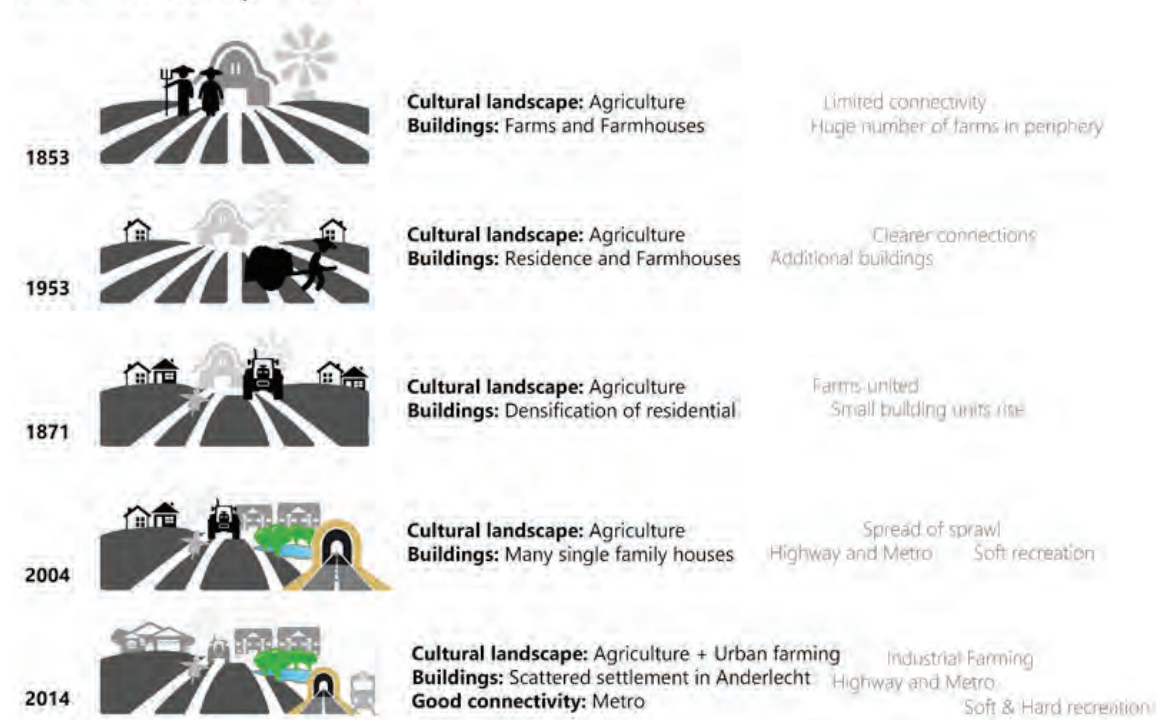 Cultural landscape: Agriculture
Buildings: Farms and Farmhouses
Limited connectivity
Huge number of farms in periphery
1853
Cultural landscape: Agriculture
Buildings: Residence and Farmhouses
Clearer connections
Additional buildings
1953
Cultural landscape: Agriculture
Buildings: Densification of residential
Farms united
Small building units rise
1871
Cultural landscape: Agriculture
Buildings: Many single family houses
Spread of sprawl
Highway and Metro Soft recreation
2004
Cultural landscape: Agriculture + Urban farming
Buildings: Scattered settlement in Anderlecht
Good connectivity: Metro
Industrial Farming
Highway and Metro
Soft & Hard recreation
2014